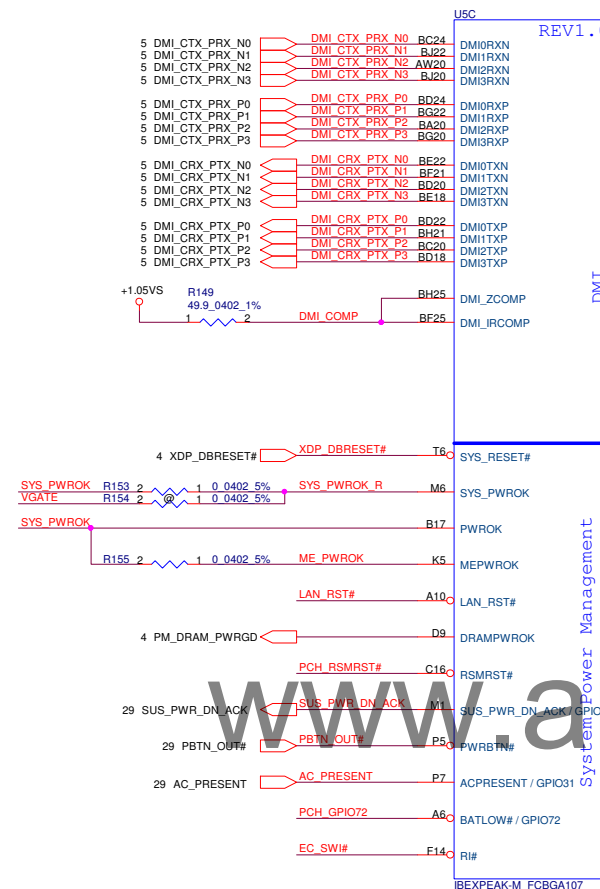 U5C
REV1.
5 DMI_CTX_PRX_N0 DMI_CTX_PRX_N0 BC24 DMI0RXN
5 DMI_CTX_PRX_N1 DMI_CTX_PRX_N1 BJ22 DMI1RXN
5 DMI_CTX_PRX_N2 DMI_CTX_PRX_N2 AW20 DMI2RXN
5 DMI_CTX_PRX_N3 DMI_CTX_PRX_N3 BJ20 DMI3RXN
5 DMI_CTX_PRX_P0 DMI_CTX_PRX_P0 BD24 DMI0RXP
5 DMI_CTX_PRX_P1 DMI_CTX_PRX_P1 BG22 DMI1RXP
5 DMI_CTX_PRX_P2 DMI_CTX_PRX_P2 BA20 DMI2RXP
5 DMI_CTX_PRX_P3 DMI_CTX_PRX_P3 BG20 DMI3RXP
5 DMI_CRX_PTX_N0 DMI_CRX_PTX_N0 BE22 DMI0TXN
5 DMI_CRX_PTX_N1 DMI_CRX_PTX_N1 BF21 DMI1TXN
5 DMI_CRX_PTX_N2 DMI_CRX_PTX_N2 BD20 DMI2TXN
5 DMI_CRX_PTX_N3 DMI_CRX_PTX_N3 BE18 DMI3TXN
5 DMI_CRX_PTX_P0 DMI_CRX_PTX_P0 BD22 DMI0TXP
5 DMI_CRX_PTX_P1 DMI_CRX_PTX_P1 BH21 DMI1TXP
5 DMI_CRX_PTX_P2 DMI_CRX_PTX_P2 BC20 DMI2TXP
5 DMI_CRX_PTX_P3 DMI_CRX_PTX_P3 BD18 DMI3TXP
DMI
+1.05VS R149 BH25 DMI_ZCOMP
49.9_0402_1%
1 2 DMI_COMP BF25 DMI_IRCOMP
4 XDP_DBRESET# XDP_DBRESET# T6 SYS_RESET#
SYS_PWROK R153 2 1 0_0402_5% SYS_PWROK_R M6 SYS_PWROK
VGATE R154 2 @ 1 0_0402_5%
SYS_PWROK B17 PWROK
R155 2 1 0_0402_5% ME_PWROK K5 MEPWROK
LAN_RST# A10 LAN_RST#
4 PM_DRAM_PWRGD D9 DRAMPWROK
PCH_RSMRST# C16 RSMRST#
29 SUS_PWR_DN_ACK SUS_PWR_DN_ACK M1 SUS_PWR_DN_ACK / GPIO
29 PBTN_OUT# PBTN_OUT# P5 PWRBTN#
29 AC_PRESENT AC_PRESENT P7 ACPRESENT / GPIO31
PCH_GPIO72 A6 BATLOW# / GPIO72
EC_SWI# F14 RI#
System Power Management
www.a
IBEXPEAK-M_FCBGA107